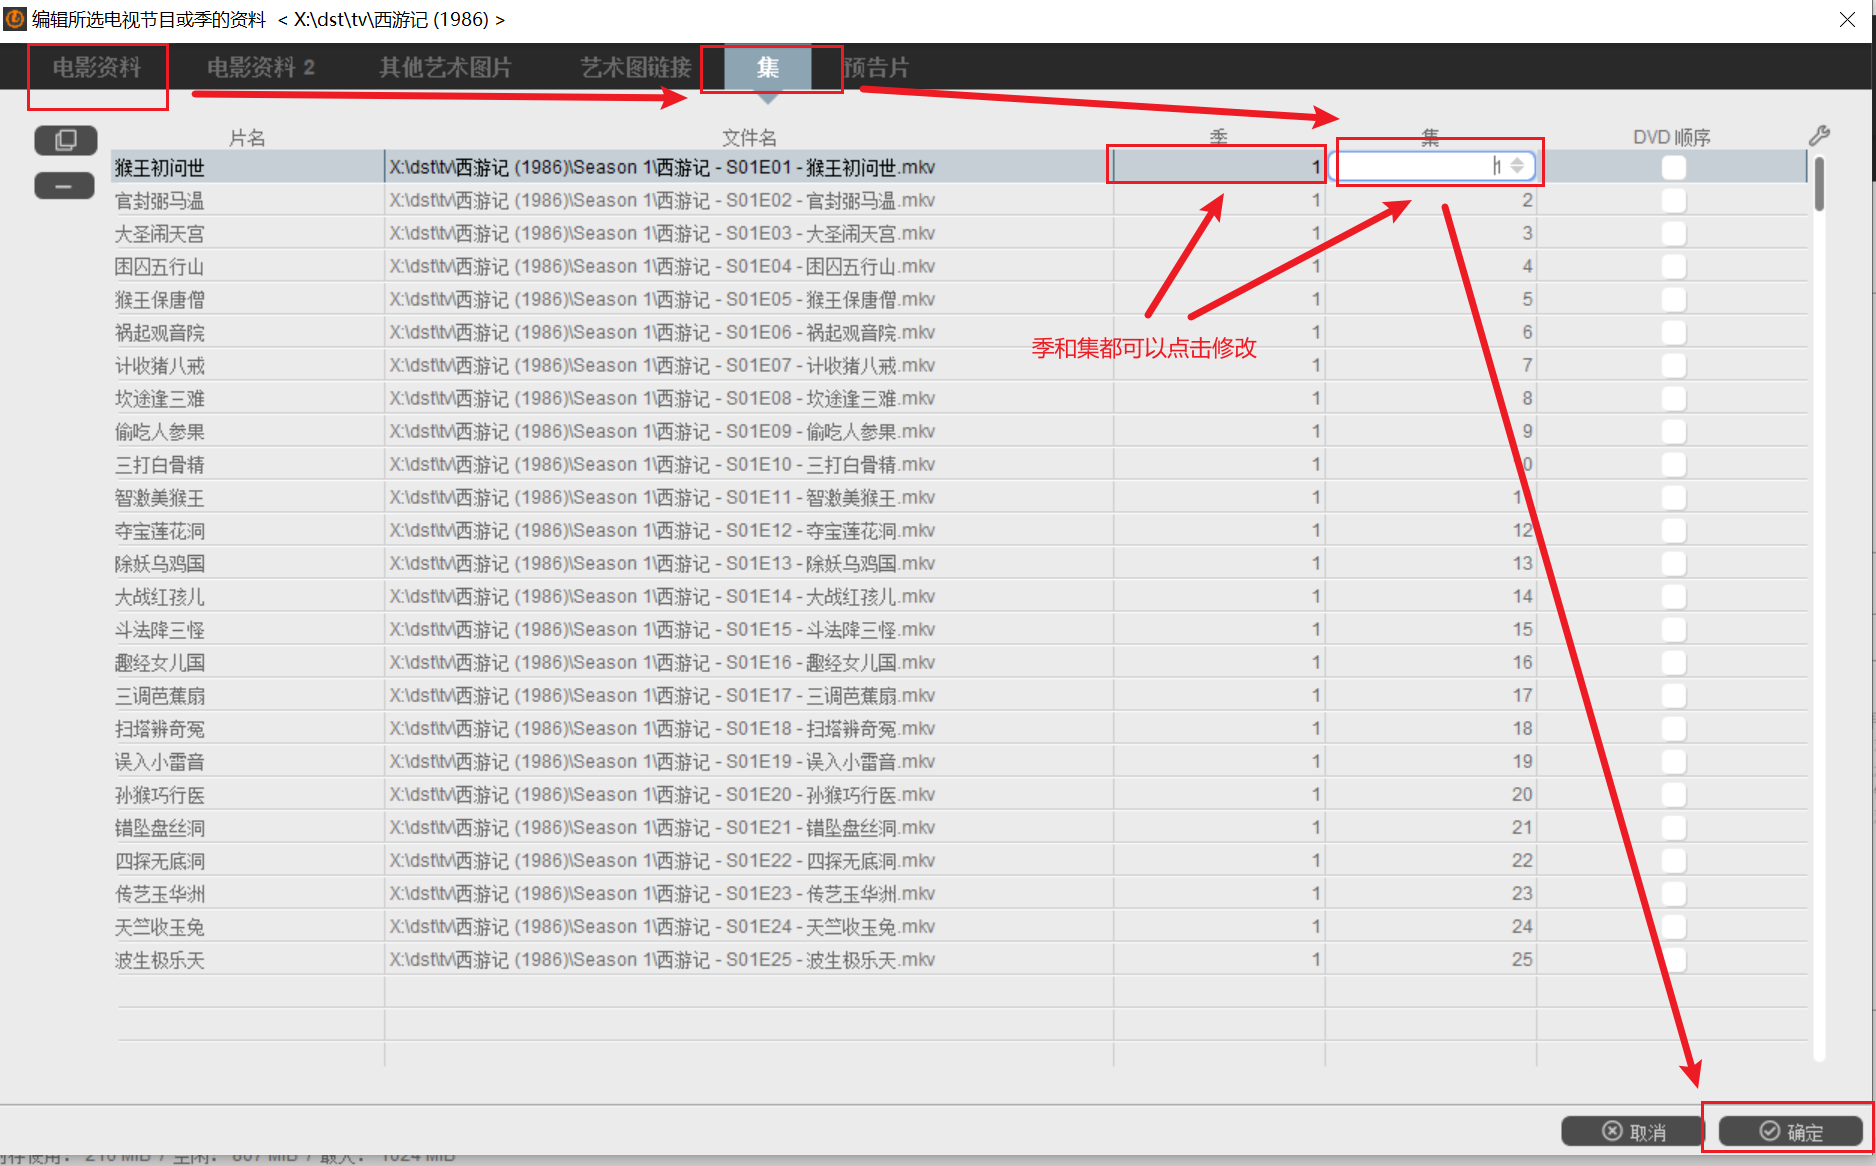 编辑所选电视节目或季的资料 < X:\dst\tv\西游记 (1986) >
电影资料 电影资料 2 其他艺术图片 艺术图链接 集 预告片
片名 文件名 季 集 DVD 顺序
猴王初问世 X:\dst\tv\西游记 (1986)\Season 1\西游记 - S01E01 - 猴王初问世.mkv 1
官封弼马温 X:\dst\tv\西游记 (1986)\Season 1\西游记 - S01E02 - 官封弼马温.mkv 1 2
大圣闹天宫 X:\dst\tv\西游记 (1986)\Season 1\西游记 - S01E03 - 大圣闹天宫.mkv 1 3
困囚五行山 X:\dst\tv\西游记 (1986)\Season 1\西游记 - S01E04 - 困囚五行山.mkv 1 4
猴王保唐僧 X:\dst\tv\西游记 (1986)\Season 1\西游记 - S01E05 - 猴王保唐僧.mkv 1 5
祸起观音院 X:\dst\tv\西游记 (1986)\Season 1\西游记 - S01E06 - 祸起观音院.mkv 1 6
季和集都可以点击修改
计收猪八戒 X:\dst\tv\西游记 (1986)\Season 1\西游记 - S01E07 - 计收猪八戒.mkv 1 7
坎途逢三难 X:\dst\tv\西游记 (1986)\Season 1\西游记 - S01E08 - 坎途逢三难.mkv 1 8
偷吃人参果 X:\dst\tv\西游记 (1986)\Season 1\西游记 - S01E09 - 偷吃人参果.mkv 1 9
三打白骨精 X:\dst\tv\西游记 (1986)\Season 1\西游记 - S01E10 - 三打白骨精.mkv 1 0
智激美猴王 X:\dst\tv\西游记 (1986)\Season 1\西游记 - S01E11 - 智激美猴王.mkv 1 1
夺宝莲花洞 X:\dst\tv\西游记 (1986)\Season 1\西游记 - S01E12 - 夺宝莲花洞.mkv 1 12
除妖乌鸡国 X:\dst\tv\西游记 (1986)\Season 1\西游记 - S01E13 - 除妖乌鸡国.mkv 1 13
大战红孩儿 X:\dst\tv\西游记 (1986)\Season 1\西游记 - S01E14 - 大战红孩儿.mkv 1 14
斗法降三怪 X:\dst\tv\西游记 (1986)\Season 1\西游记 - S01E15 - 斗法降三怪.mkv 1 15
趣经女儿国 X:\dst\tv\西游记 (1986)\Season 1\西游记 - S01E16 - 趣经女儿国.mkv 1 16
三调芭蕉扇 X:\dst\tv\西游记 (1986)\Season 1\西游记 - S01E17 - 三调芭蕉扇.mkv 1 17
扫塔辨奇冤 X:\dst\tv\西游记 (1986)\Season 1\西游记 - S01E18 - 扫塔辨奇冤.mkv 1 18
误入小雷音 X:\dst\tv\西游记 (1986)\Season 1\西游记 - S01E19 - 误入小雷音.mkv 1 19
孙猴巧行医 X:\dst\tv\西游记 (1986)\Season 1\西游记 - S01E20 - 孙猴巧行医.mkv 1 20
错坠盘丝洞 X:\dst\tv\西游记 (1986)\Season 1\西游记 - S01E21 - 错坠盘丝洞.mkv 1 21
四探无底洞 X:\dst\tv\西游记 (1986)\Season 1\西游记 - S01E22 - 四探无底洞.mkv 1 22
传艺玉华洲 X:\dst\tv\西游记 (1986)\Season 1\西游记 - S01E23 - 传艺玉华洲.mkv 1 23
天竺收玉兔 X:\dst\tv\西游记 (1986)\Season 1\西游记 - S01E24 - 天竺收玉兔.mkv 1 24
波生极乐天 X:\dst\tv\西游记 (1986)\Season 1\西游记 - S01E25 - 波生极乐天.mkv 1 25
取消 确定